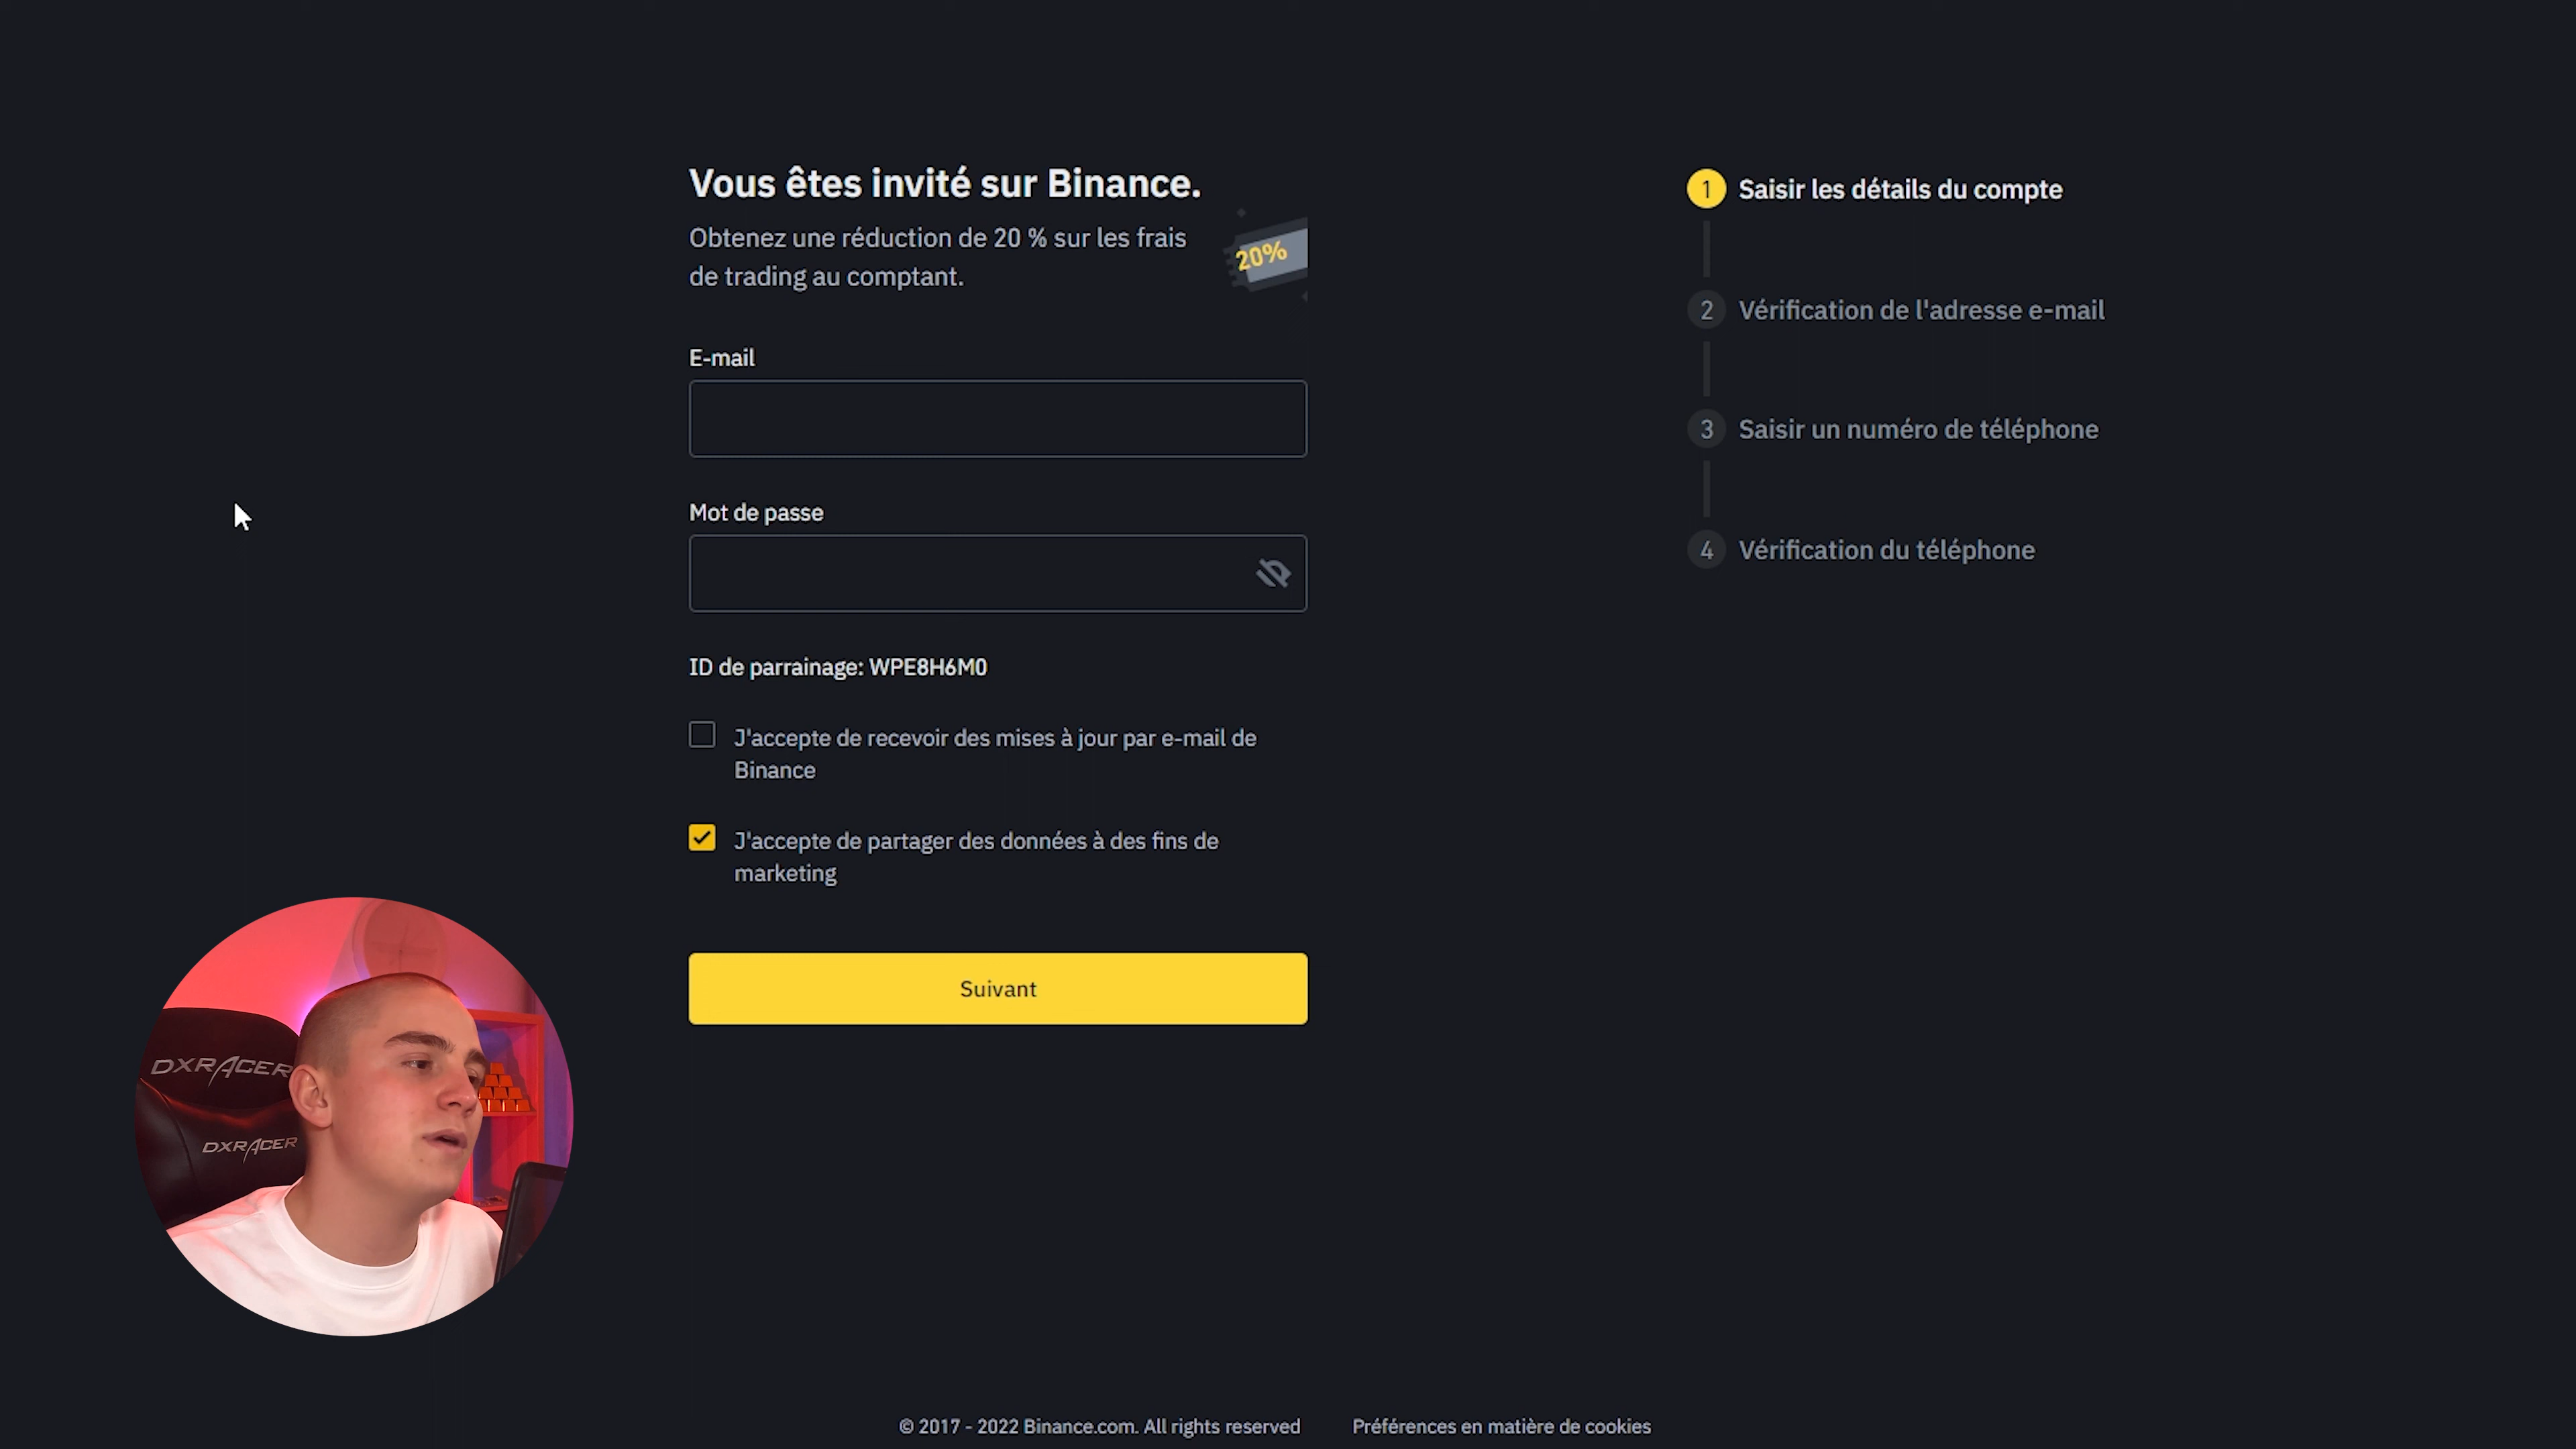 Vous êtes invité sur Binance.
Obtenez une réduction de 20 % sur les frais
de trading au comptant.
20%
E-mail
Mot de passe
ID de parrainage: WPE8H6M0
J'accepte de recevoir des mises à jour par e-mail de
Binance
J'accepte de partager des données à des fins de
marketing
Suivant
1 Saisir les détails du compte
2 Vérification de l'adresse e-mail
3 Saisir un numéro de téléphone
4 Vérification du téléphone
DXRACER
DXRACER
© 2017 - 2022 Binance.com. All rights reserved
Préférences en matière de cookies